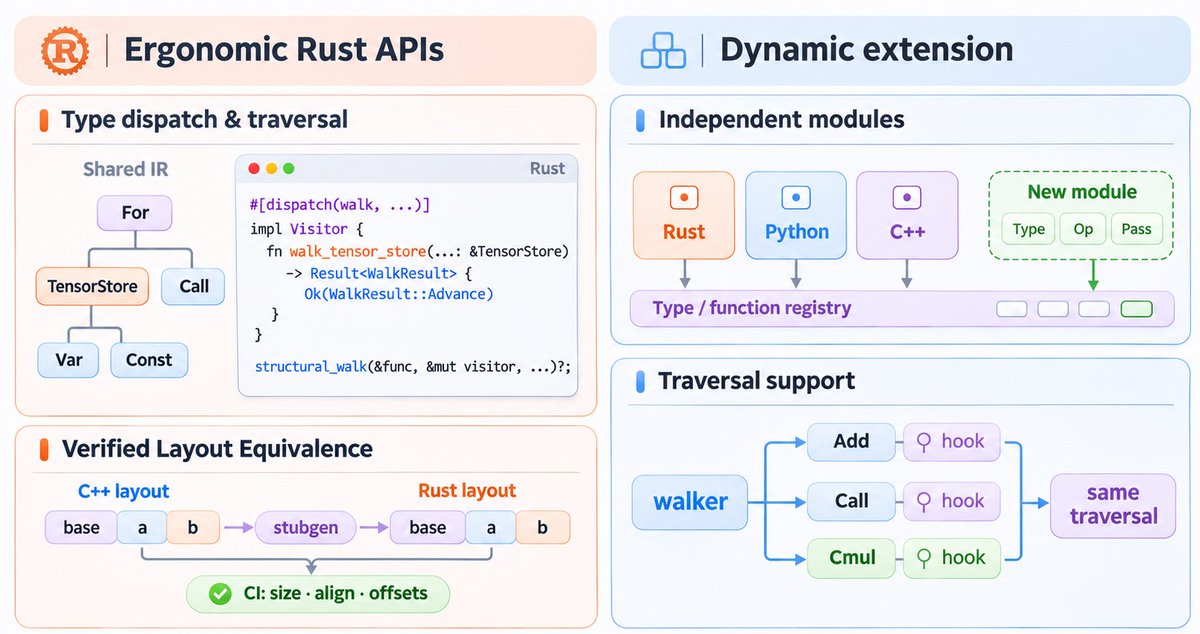 Ergonomic Rust APIs
Type dispatch & traversal
Shared IR
For
TensorStore
Call
Var
Const
Rust
#[dispatch(walk, ...)]
impl Visitor {
fn walk_tensor_store(...: &TensorStore)
-> Result<WalkResult> {
Ok(WalkResult::Advance)
}
}
structural_walk(&func, &mut visitor, ...)?;
Verified Layout Equivalence
C++ layout
Rust layout
base a b
stubgen
base a b
CI: size · align · offsets
Dynamic extension
Independent modules
Rust
Python
C++
New module
Type Op Pass
Type / function registry
Traversal support
walker
Add hook
Call hook
Cmul hook
same
traversal